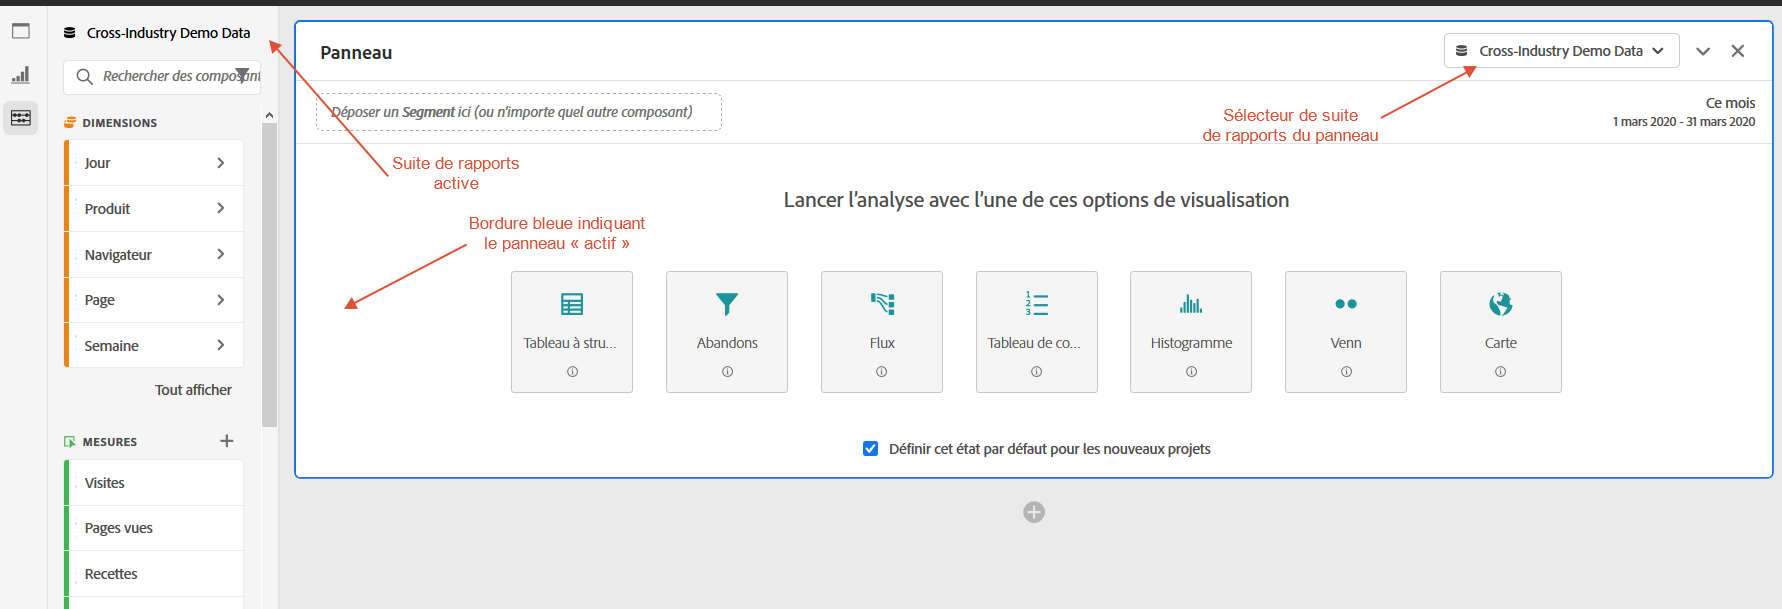 Cross-Industry Demo Data
Rechercher des composant
DIMENSIONS
Jour
Produit
Navigateur
Page
Semaine
Tout afficher
MESURES
Visites
Pages vues
Recettes
Panneau
Cross-Industry Demo Data
Déposer un Segment ici (ou n'importe quel autre composant)
Ce mois
1 mars 2020 - 31 mars 2020
Suite de rapports
active
Sélecteur de suite
de rapports du panneau
Bordure bleue indiquant
le panneau « actif »
Lancer l'analyse avec l'une de ces options de visualisation
Tableau à stru...
Abandons
Flux
1
2
3
Tableau de co...
Histogramme
Venn
Carte
Définir cet état par défaut pour les nouveaux projets